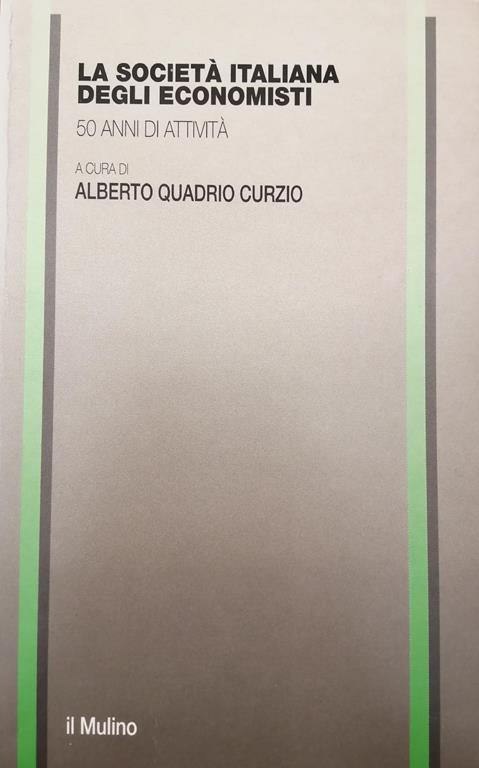 LA SOCIETÀ ITALIANA
DEGLI ECONOMISTI
50 ANNI DI ATTIVITÀ
A CURA DI
ALBERTO QUADRIO CURZIO
il Mulino